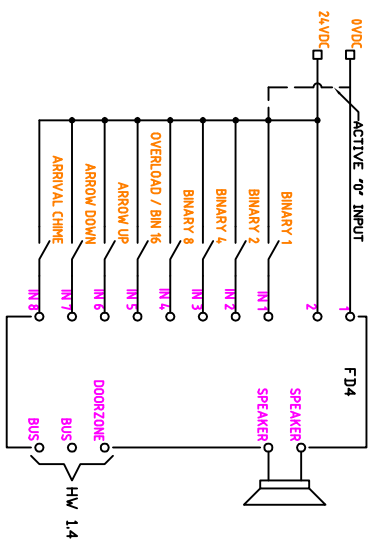 0VDC
24VDC
ACTIVE "0" INPUT
BINARY 1
BINARY 2
BINARY 4
BINARY 8
OVERLOAD / BIN 16
ARROW UP
ARROW DOWN
ARRIVAL CHIME
1
2
IN 1
IN 2
IN 3
IN 4
IN 5
IN 6
IN 7
IN 8
FD4
SPEAKER
SPEAKER
DOORZONE
BUS
BUS
HW 1.4